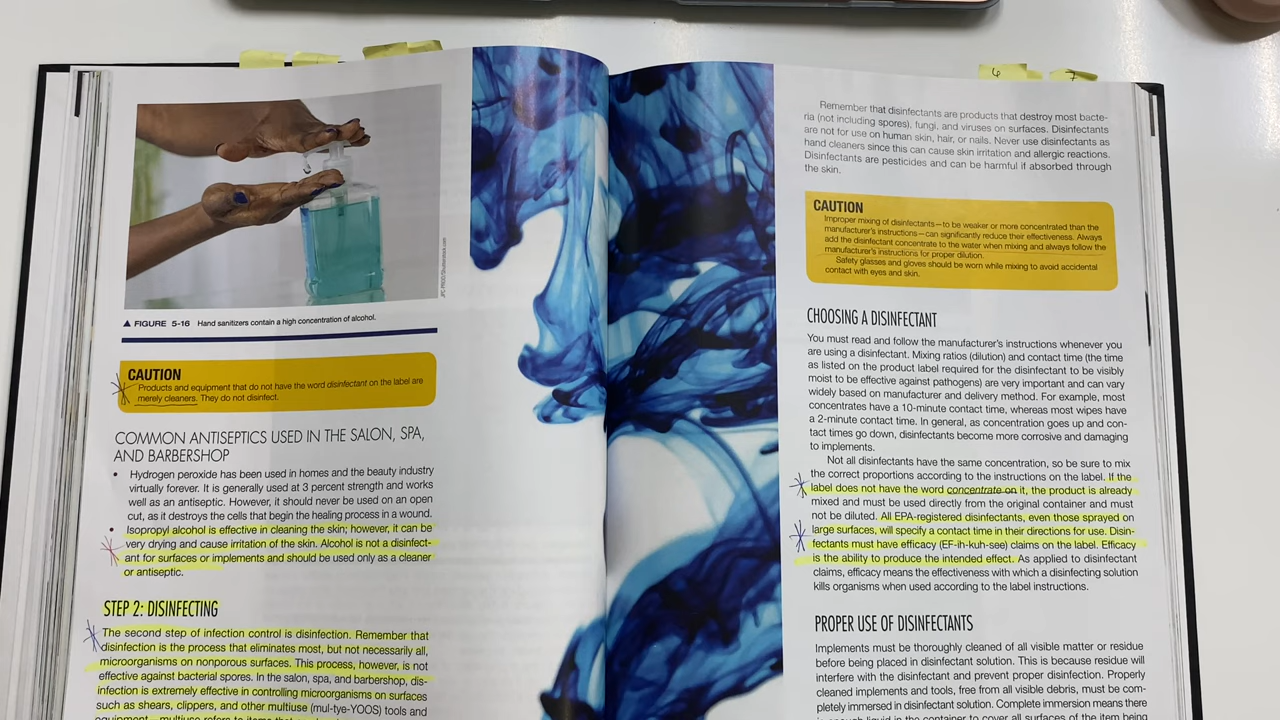 JPC-PROD/Shutterstock.com
▲ FIGURE 5-16 Hand sanitizers contain a high concentration of alcohol.
CAUTION
Products and equipment that do not have the word disinfectant on the label are
merely cleaners. They do not disinfect.
COMMON ANTISEPTICS USED IN THE SALON, SPA,
AND BARBERSHOP
• Hydrogen peroxide has been used in homes and the beauty industry
virtually forever. It is generally used at 3 percent strength and works
well as an antiseptic. However, it should never be used on an open
cut, as it destroys the cells that begin the healing process in a wound.
• Isopropyl alcohol is effective in cleaning the skin; however, it can be
very drying and cause irritation of the skin. Alcohol is not a disinfect-
ant for surfaces or implements and should be used only as a cleaner
or antiseptic.
STEP 2: DISINFECTING
The second step of infection control is disinfection. Remember that
disinfection is the process that eliminates most, but not necessarily all,
microorganisms on nonporous surfaces. This process, however, is not
effective against bacterial spores. In the salon, spa, and barbershop, dis-
infection is extremely effective in controlling microorganisms on surfaces
such as shears, clippers, and other multiuse (mul-tye-YOOS) tools and
6 7
Remember that disinfectants are products that destroy most bacte-
ria (not including spores), fungi, and viruses on surfaces. Disinfectants
are not for use on human skin, hair, or nails. Never use disinfectants as
hand cleaners since this can cause skin irritation and allergic reactions.
Disinfectants are pesticides and can be harmful if absorbed through
the skin.
CAUTION
Improper mixing of disinfectants—to be weaker or more concentrated than the
manufacturer's instructions—can significantly reduce their effectiveness. Always
add the disinfectant concentrate to the water when mixing and always follow the
manufacturer's instructions for proper dilution.
Safety glasses and gloves should be worn while mixing to avoid accidental
contact with eyes and skin.
CHOOSING A DISINFECTANT
You must read and follow the manufacturer's instructions whenever you
are using a disinfectant. Mixing ratios (dilution) and contact time (the time
as listed on the product label required for the disinfectant to be visibly
moist to be effective against pathogens) are very important and can vary
widely based on manufacturer and delivery method. For example, most
concentrates have a 10-minute contact time, whereas most wipes have
a 2-minute contact time. In general, as concentration goes up and con-
tact times go down, disinfectants become more corrosive and damaging
to implements.
Not all disinfectants have the same concentration, so be sure to mix
the correct proportions according to the instructions on the label. If the
label does not have the word concentrate on it, the product is already
mixed and must be used directly from the original container and must
not be diluted. All EPA-registered disinfectants, even those sprayed on
large surfaces, will specify a contact time in their directions for use. Disin-
fectants must have efficacy (EF-ih-kuh-see) claims on the label. Efficacy
is the ability to produce the intended effect. As applied to disinfectant
claims, efficacy means the effectiveness with which a disinfecting solution
kills organisms when used according to the label instructions.
PROPER USE OF DISINFECTANTS
Implements must be thoroughly cleaned of all visible matter or residue
before being placed in disinfectant solution. This is because residue will
interfere with the disinfectant and prevent proper disinfection. Properly
cleaned implements and tools, free from all visible debris, must be com-
pletely immersed in disinfectant solution. Complete immersion means there
is enough liquid in the container to cover all surfaces of the item being